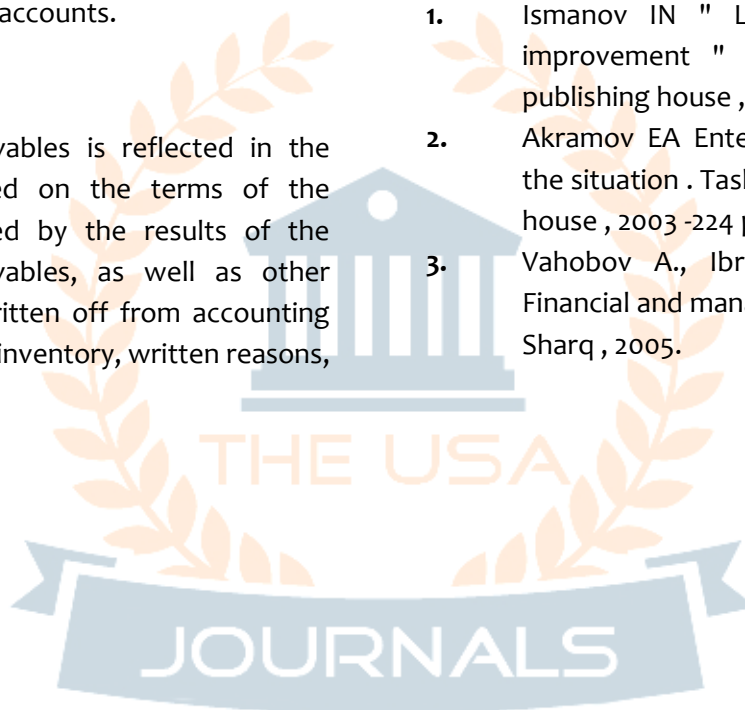 accounts.
vables is reflected in the
ed on the terms of the
ed by the results of the
vables, as well as other
ritten off from accounting
inventory, written reasons,
1. Ismanov IN " L
improvement "
publishing house ,
2. Akramov EA Ente
the situation . Tasl
house , 2003 -224 p
3. Vahobov A., Ibr
Financial and mana
Sharq , 2005.
THE USA
JOURNALS